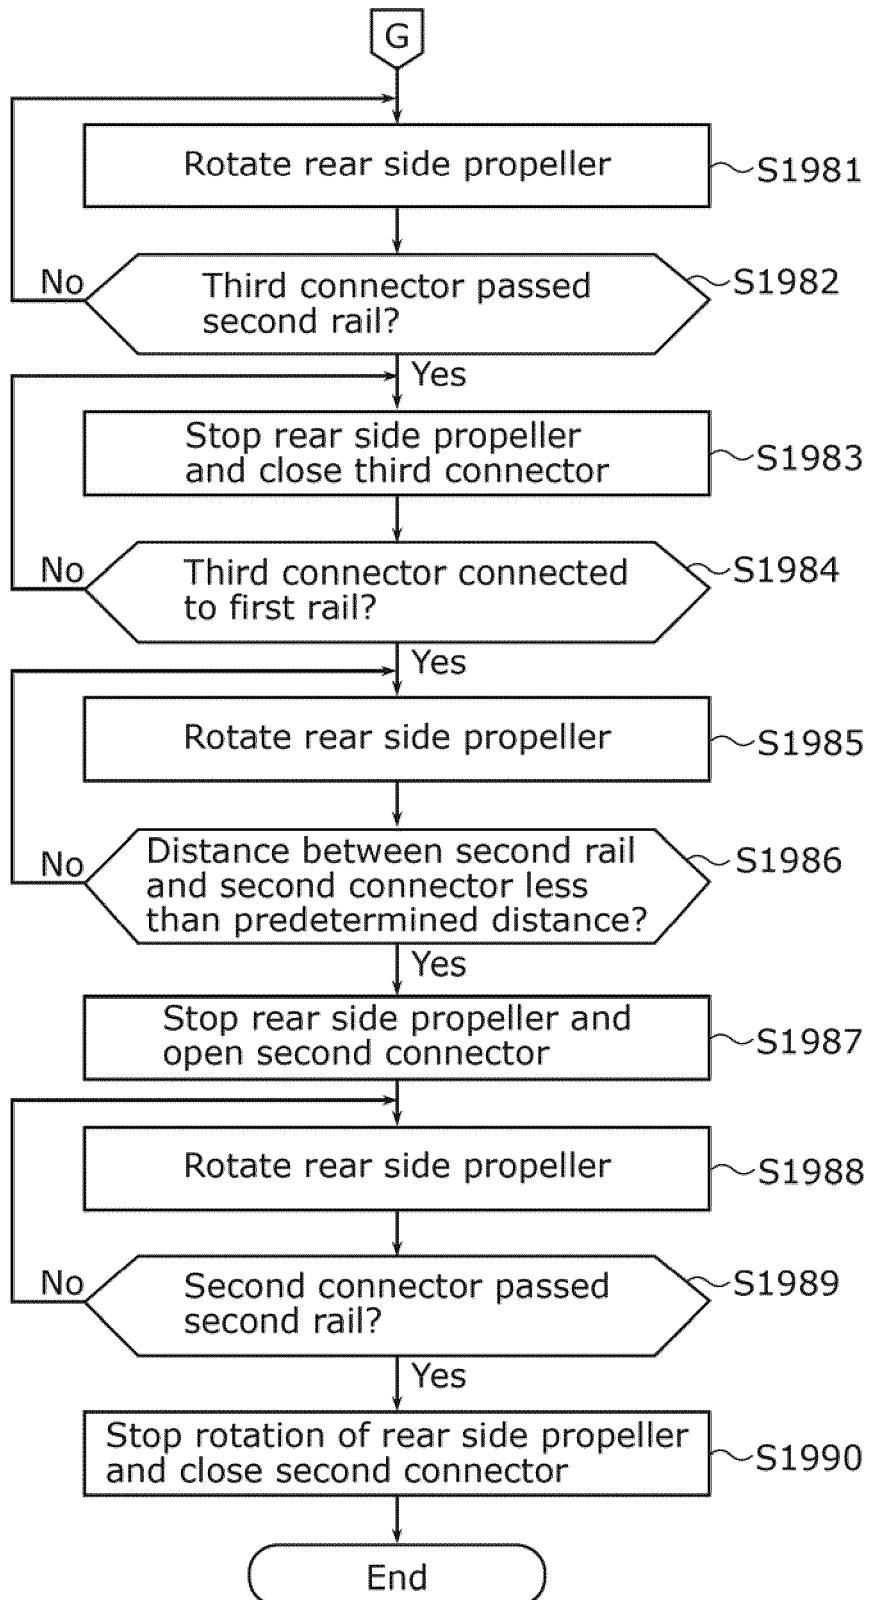 G
Rotate rear side propeller
S1981
Third connector passed
second rail?
S1982
No
Yes
Stop rear side propeller
and close third connector
S1983
Third connector connected
to first rail?
S1984
No
Yes
Rotate rear side propeller
S1985
Distance between second rail
and second connector less
than predetermined distance?
S1986
No
Yes
Stop rear side propeller and
open second connector
S1987
Rotate rear side propeller
S1988
Second connector passed
second rail?
S1989
No
Yes
Stop rotation of rear side propeller
and close second connector
S1990
End